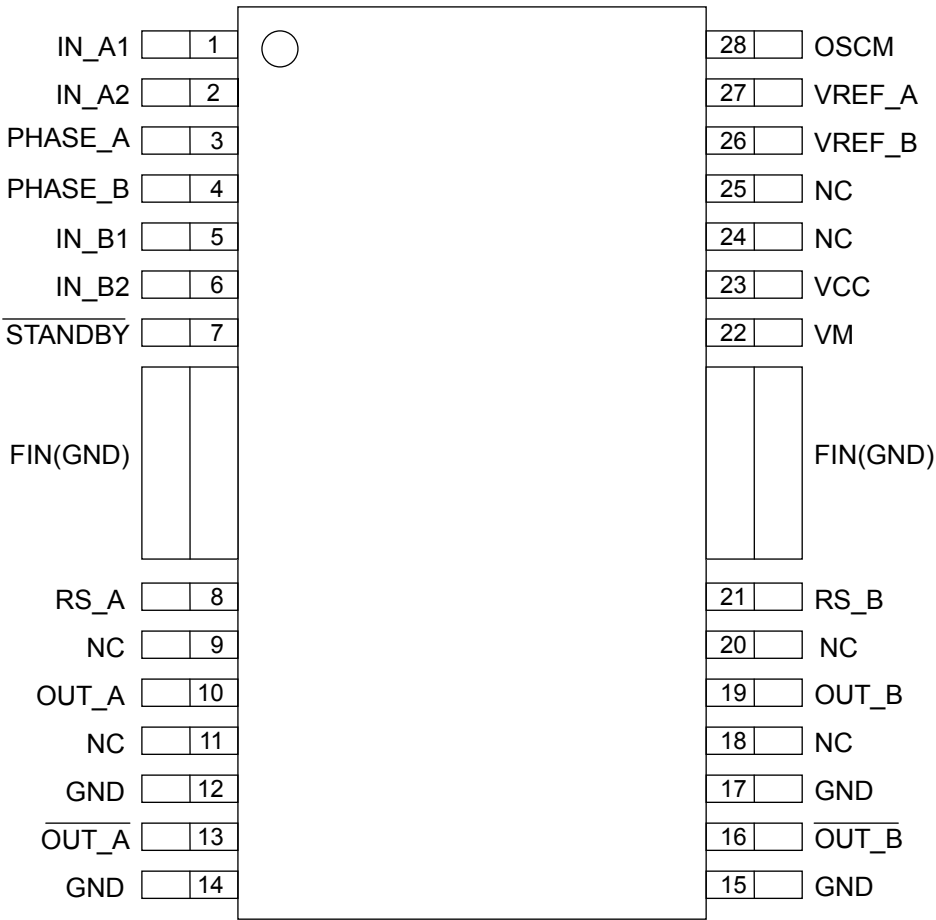 IN_A1 1 28 OSCM
IN_A2 2 27 VREF_A
PHASE_A 3 26 VREF_B
PHASE_B 4 25 NC
IN_B1 5 24 NC
IN_B2 6 23 VCC
S̅T̅A̅N̅D̅B̅Y̅ 7 22 VM
FIN(GND) FIN(GND)
RS_A 8 21 RS_B
NC 9 20 NC
OUT_A 10 19 OUT_B
NC 11 18 NC
GND 12 17 GND
O̅U̅T̅_̅A̅ 13 16 O̅U̅T̅_̅B̅
GND 14 15 GND